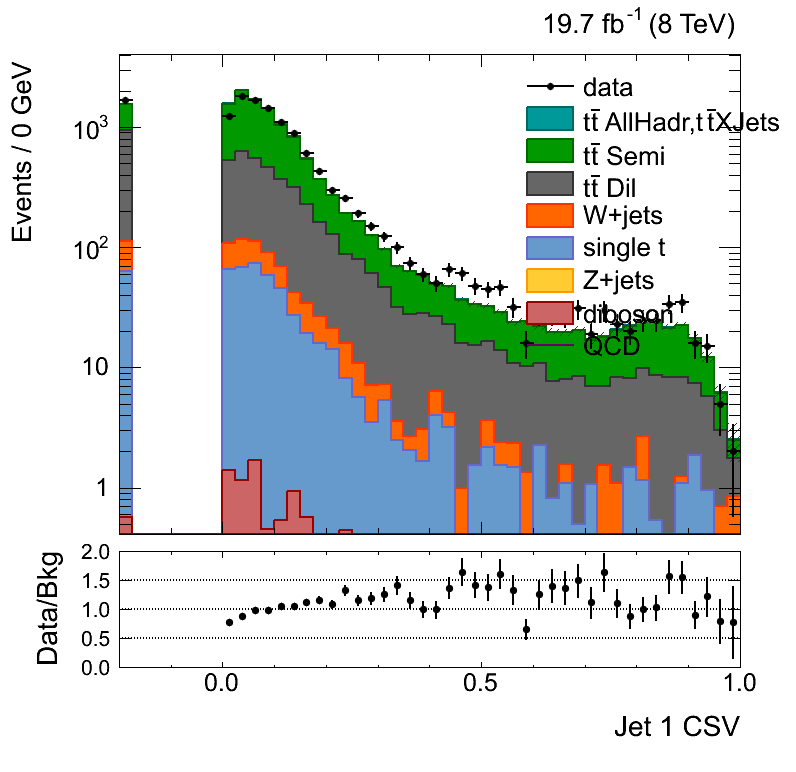 19.7 fb⁻¹ (8 TeV)
Events / 0 GeV
10³
10²
10
1
data
tt̄ AllHadr,tt̄XJets
tt̄ Semi
tt̄ Dil
W+jets
single t
Z+jets
diboson
QCD
Data/Bkg
2.0
1.5
1.0
0.5
0.0
0.0 0.5 1.0
Jet 1 CSV